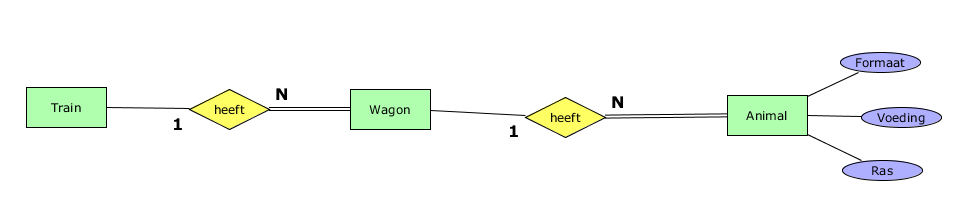 Train
1
heeft
N
Wagon
1
heeft
N
Animal
Formaat
Voeding
Ras